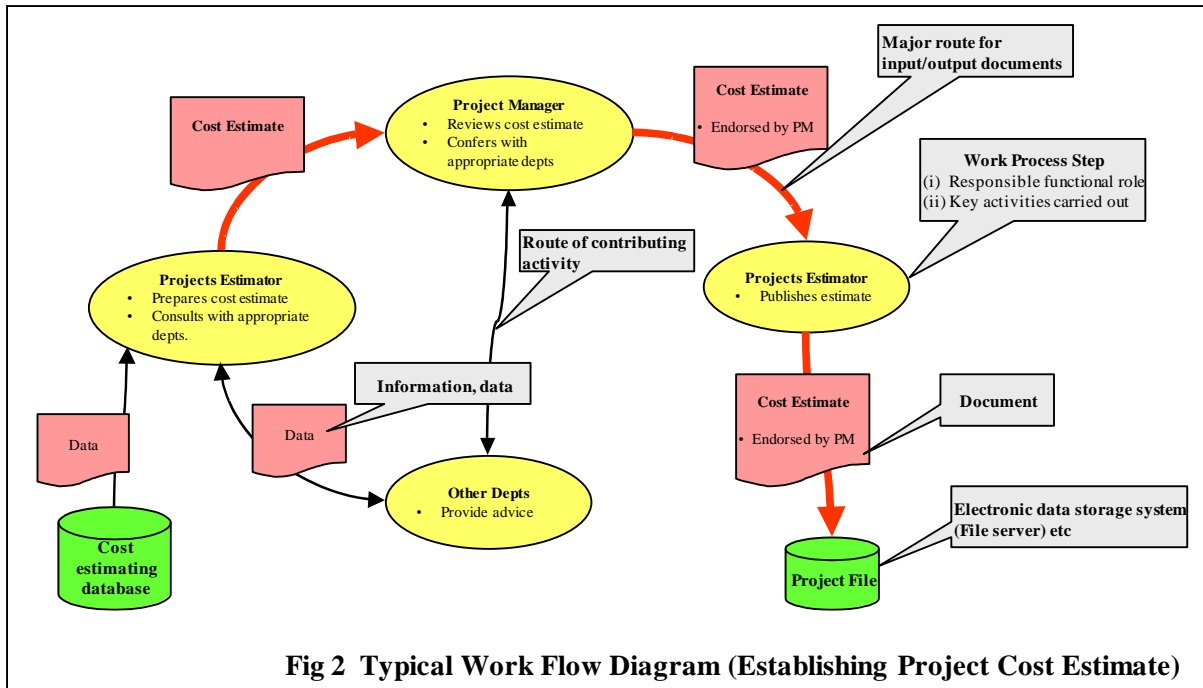 Cost Estimate
Project Manager
• Reviews cost estimate
• Confers with
appropriate depts
Cost Estimate
• Endorsed by PM
Major route for
input/output documents
Work Process Step
(i) Responsible functional role
(ii) Key activities carried out
Route of contributing
activity
Projects Estimator
• Prepares cost estimate
• Consults with appropriate
depts.
Projects Estimator
• Publishes estimate
Information, data
Data
Data
Cost Estimate
• Endorsed by PM
Document
Other Depts
• Provide advice
Electronic data storage system
(File server) etc
Cost
estimating
database
Project File
Fig 2 Typical Work Flow Diagram (Establishing Project Cost Estimate)